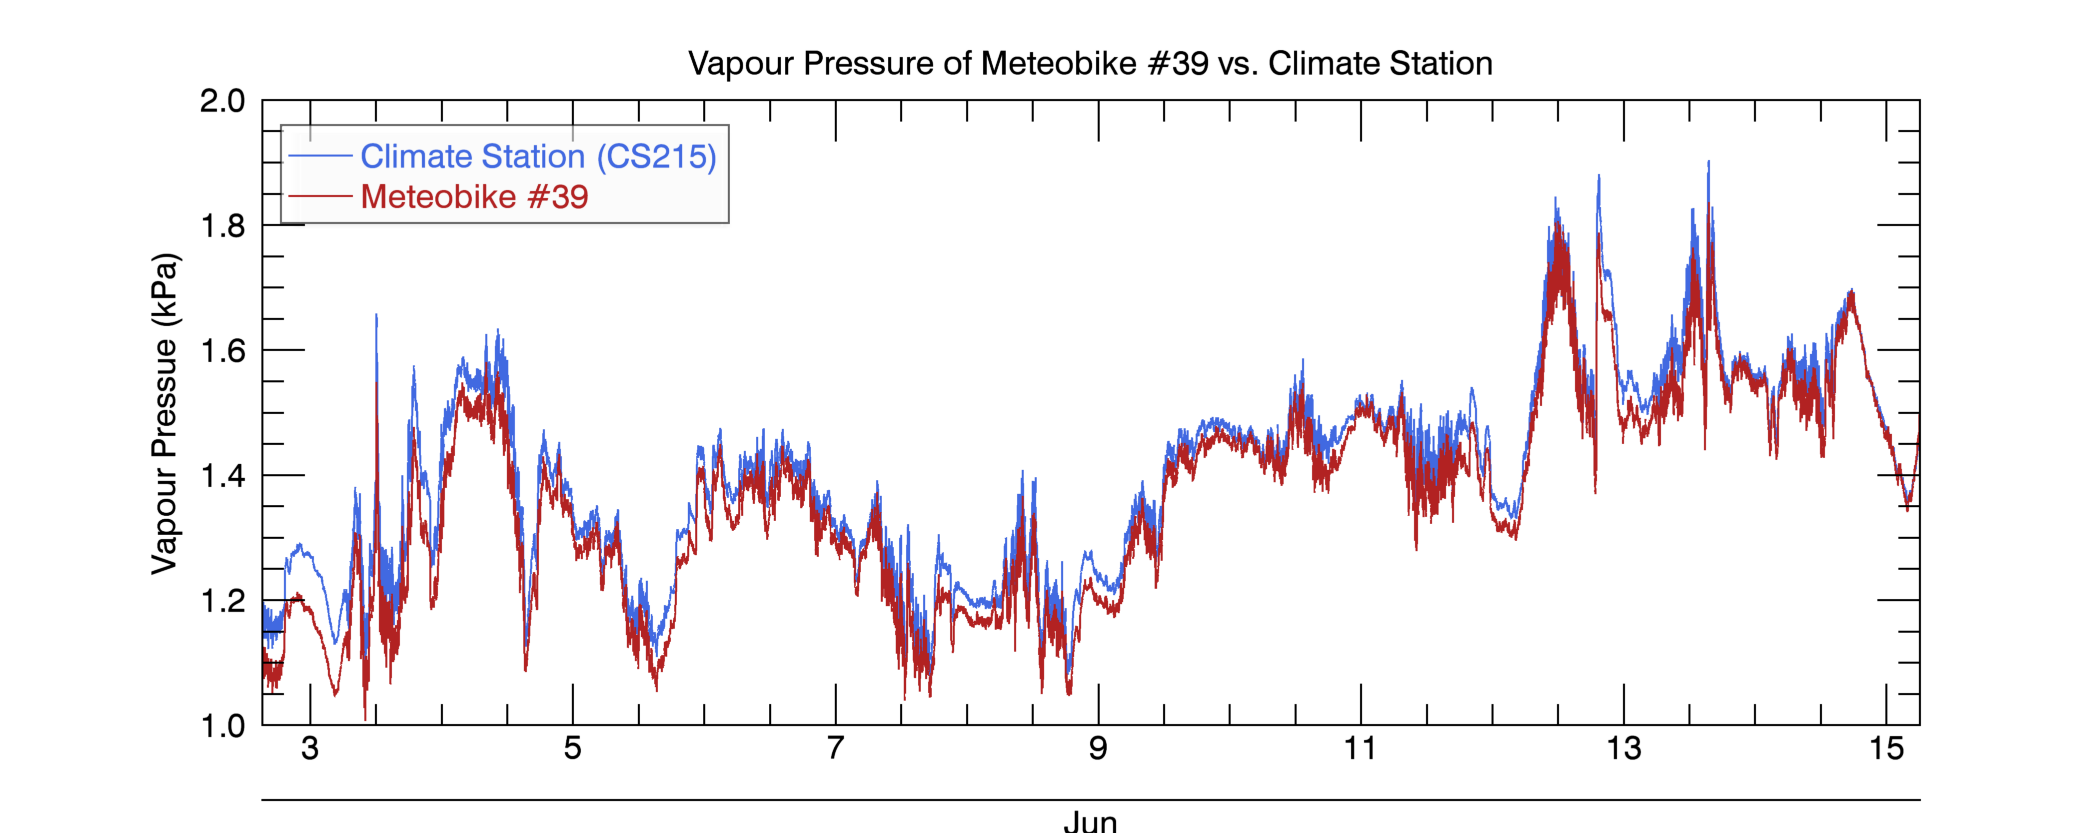 Vapour Pressure of Meteobike #39 vs. Climate Station
Vapour Pressue (kPa)
2.0
1.8
1.6
1.4
1.2
1.0
Climate Station (CS215)
Meteobike #39
3 5 7 9 11 13 15
Jun